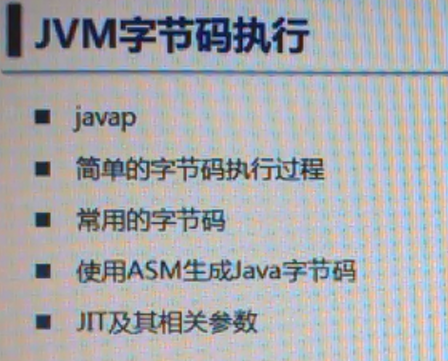 JVM字节码执行
javap
简单的字节码执行过程
常用的字节码
使用ASM生成Java字节码
JIT及其相关参数